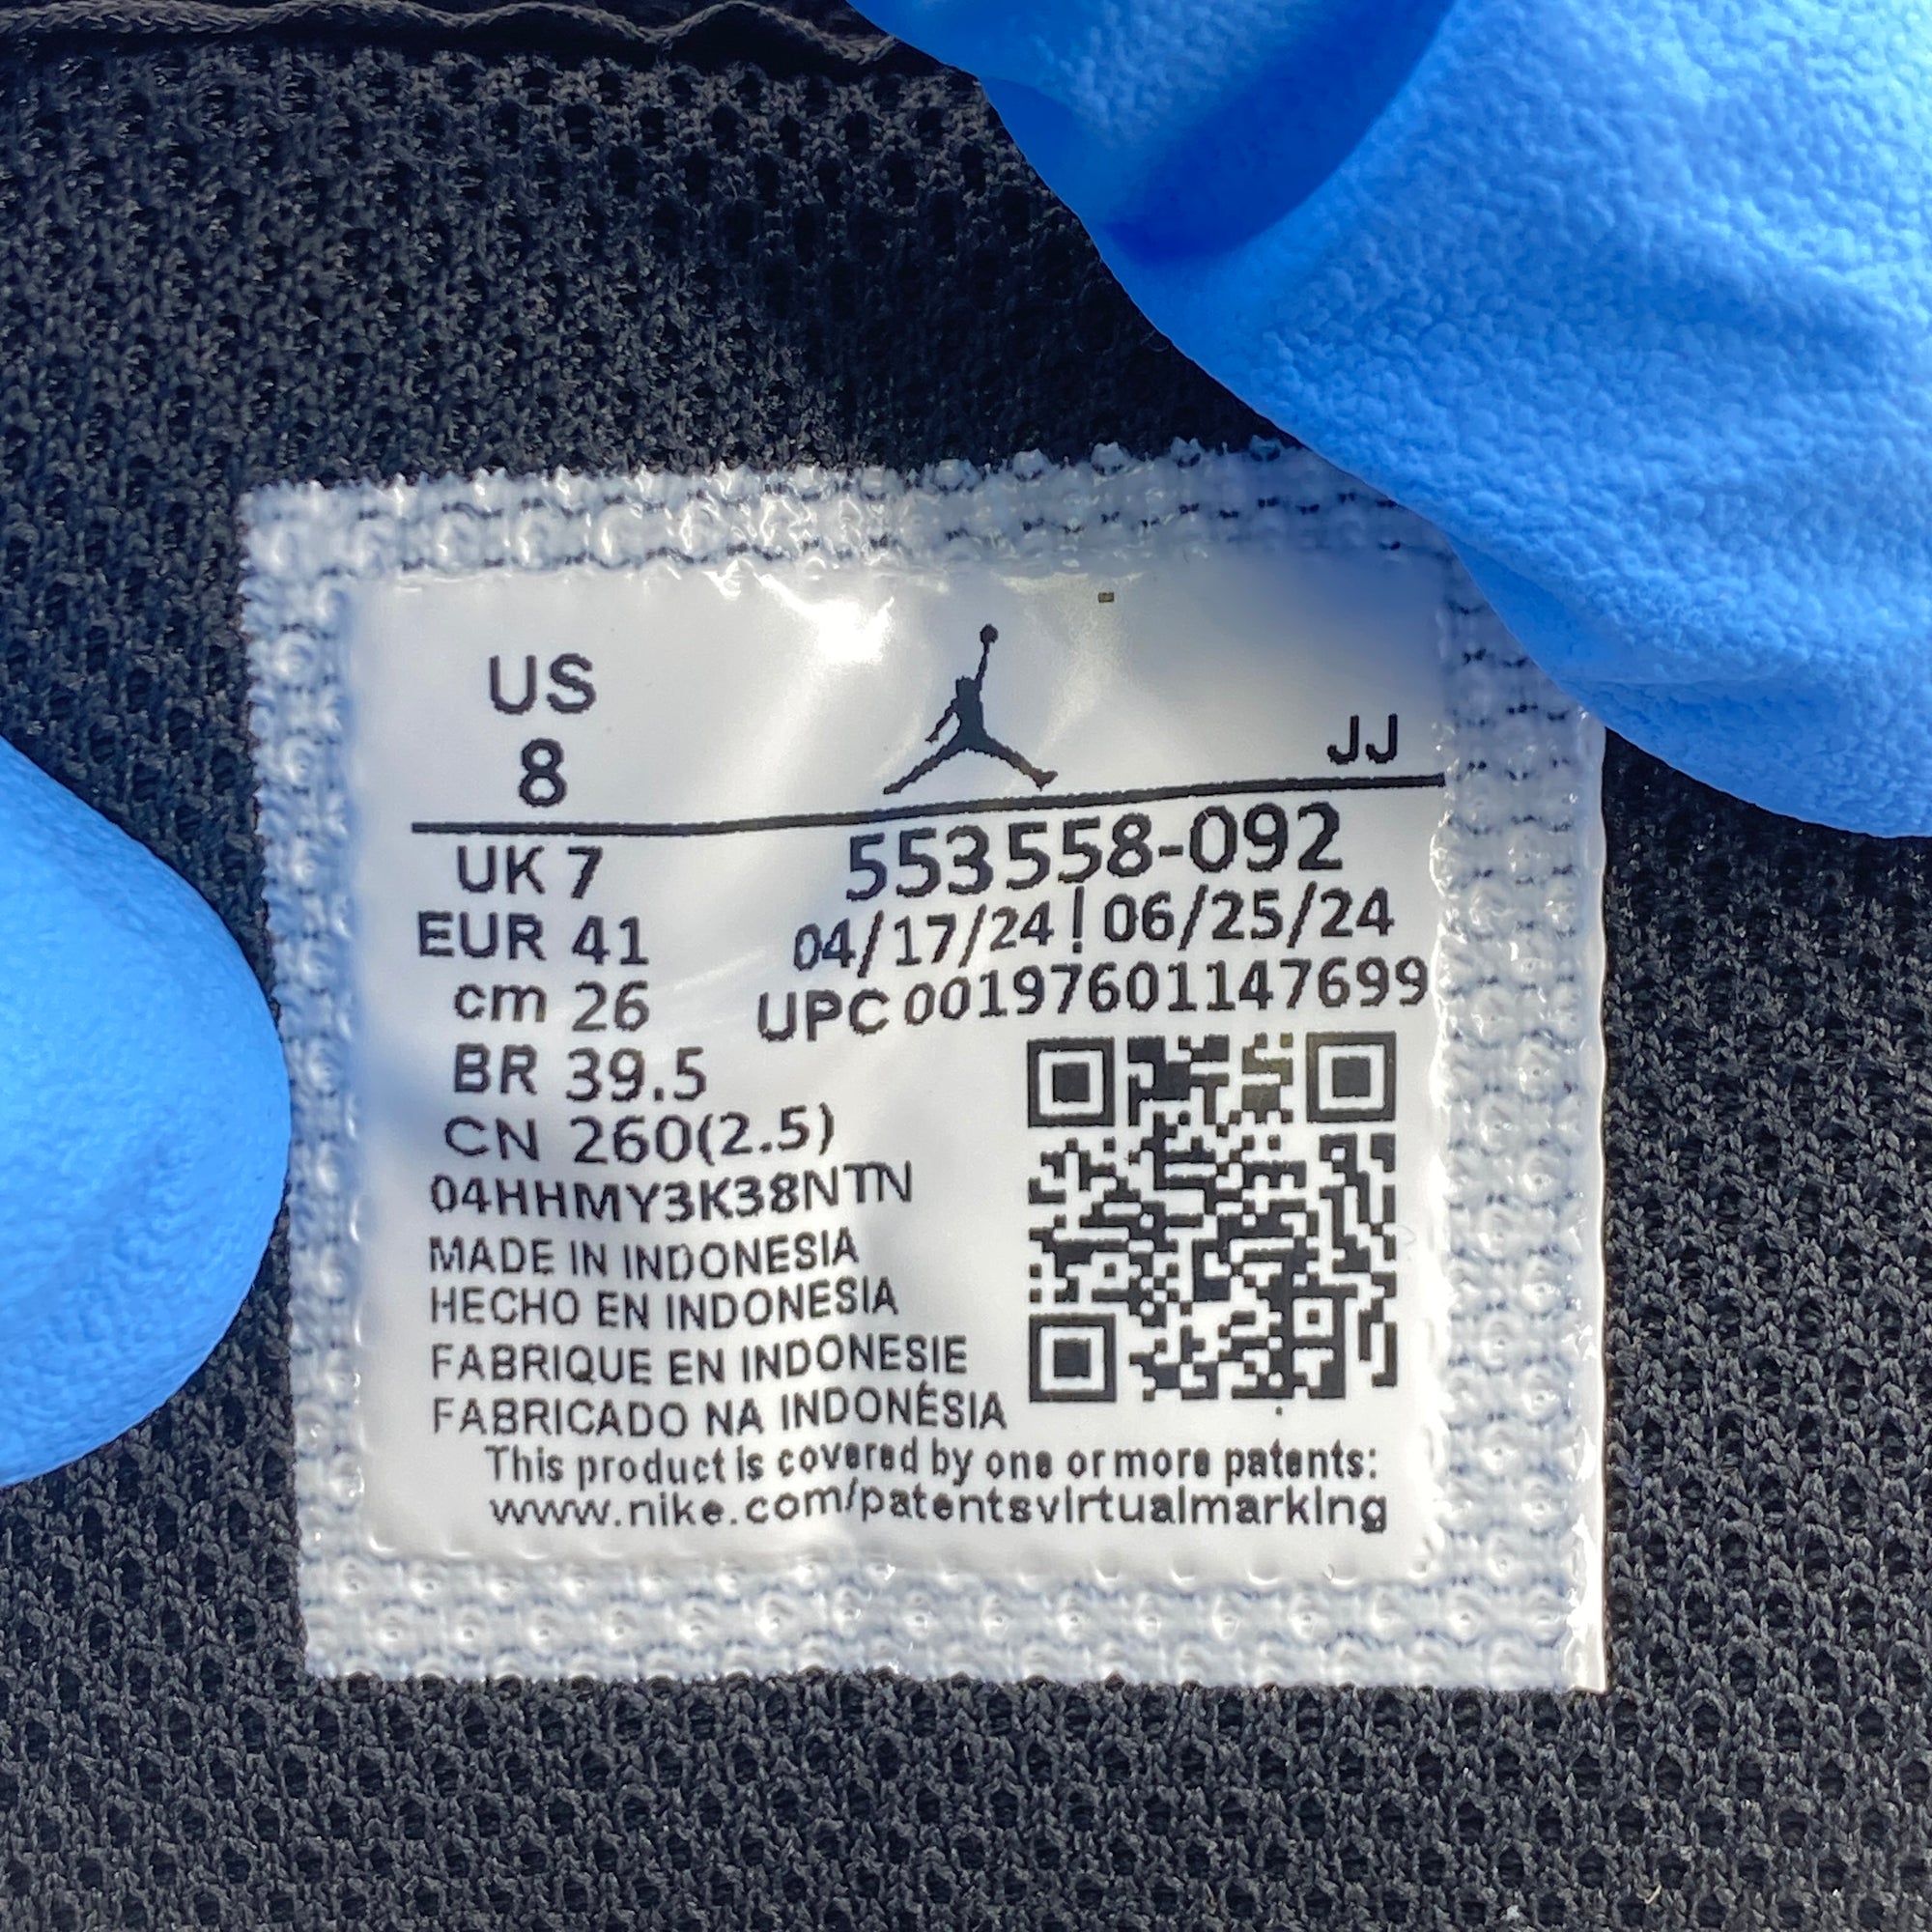 US
8
JJ
UK 7
EUR 41
cm 26
BR 39.5
CN 260(2.5)
553558-092
04/17/24 ! 06/25/24
UPC 00197601147699
04HHMY3K38NTN
MADE IN INDONESIA
HECHO EN INDONESIA
FABRIQUE EN INDONESIE
FABRICADO NA INDONÉSIA
This product is covered by one or more patents:
www.nike.com/patentsvirtualmarking